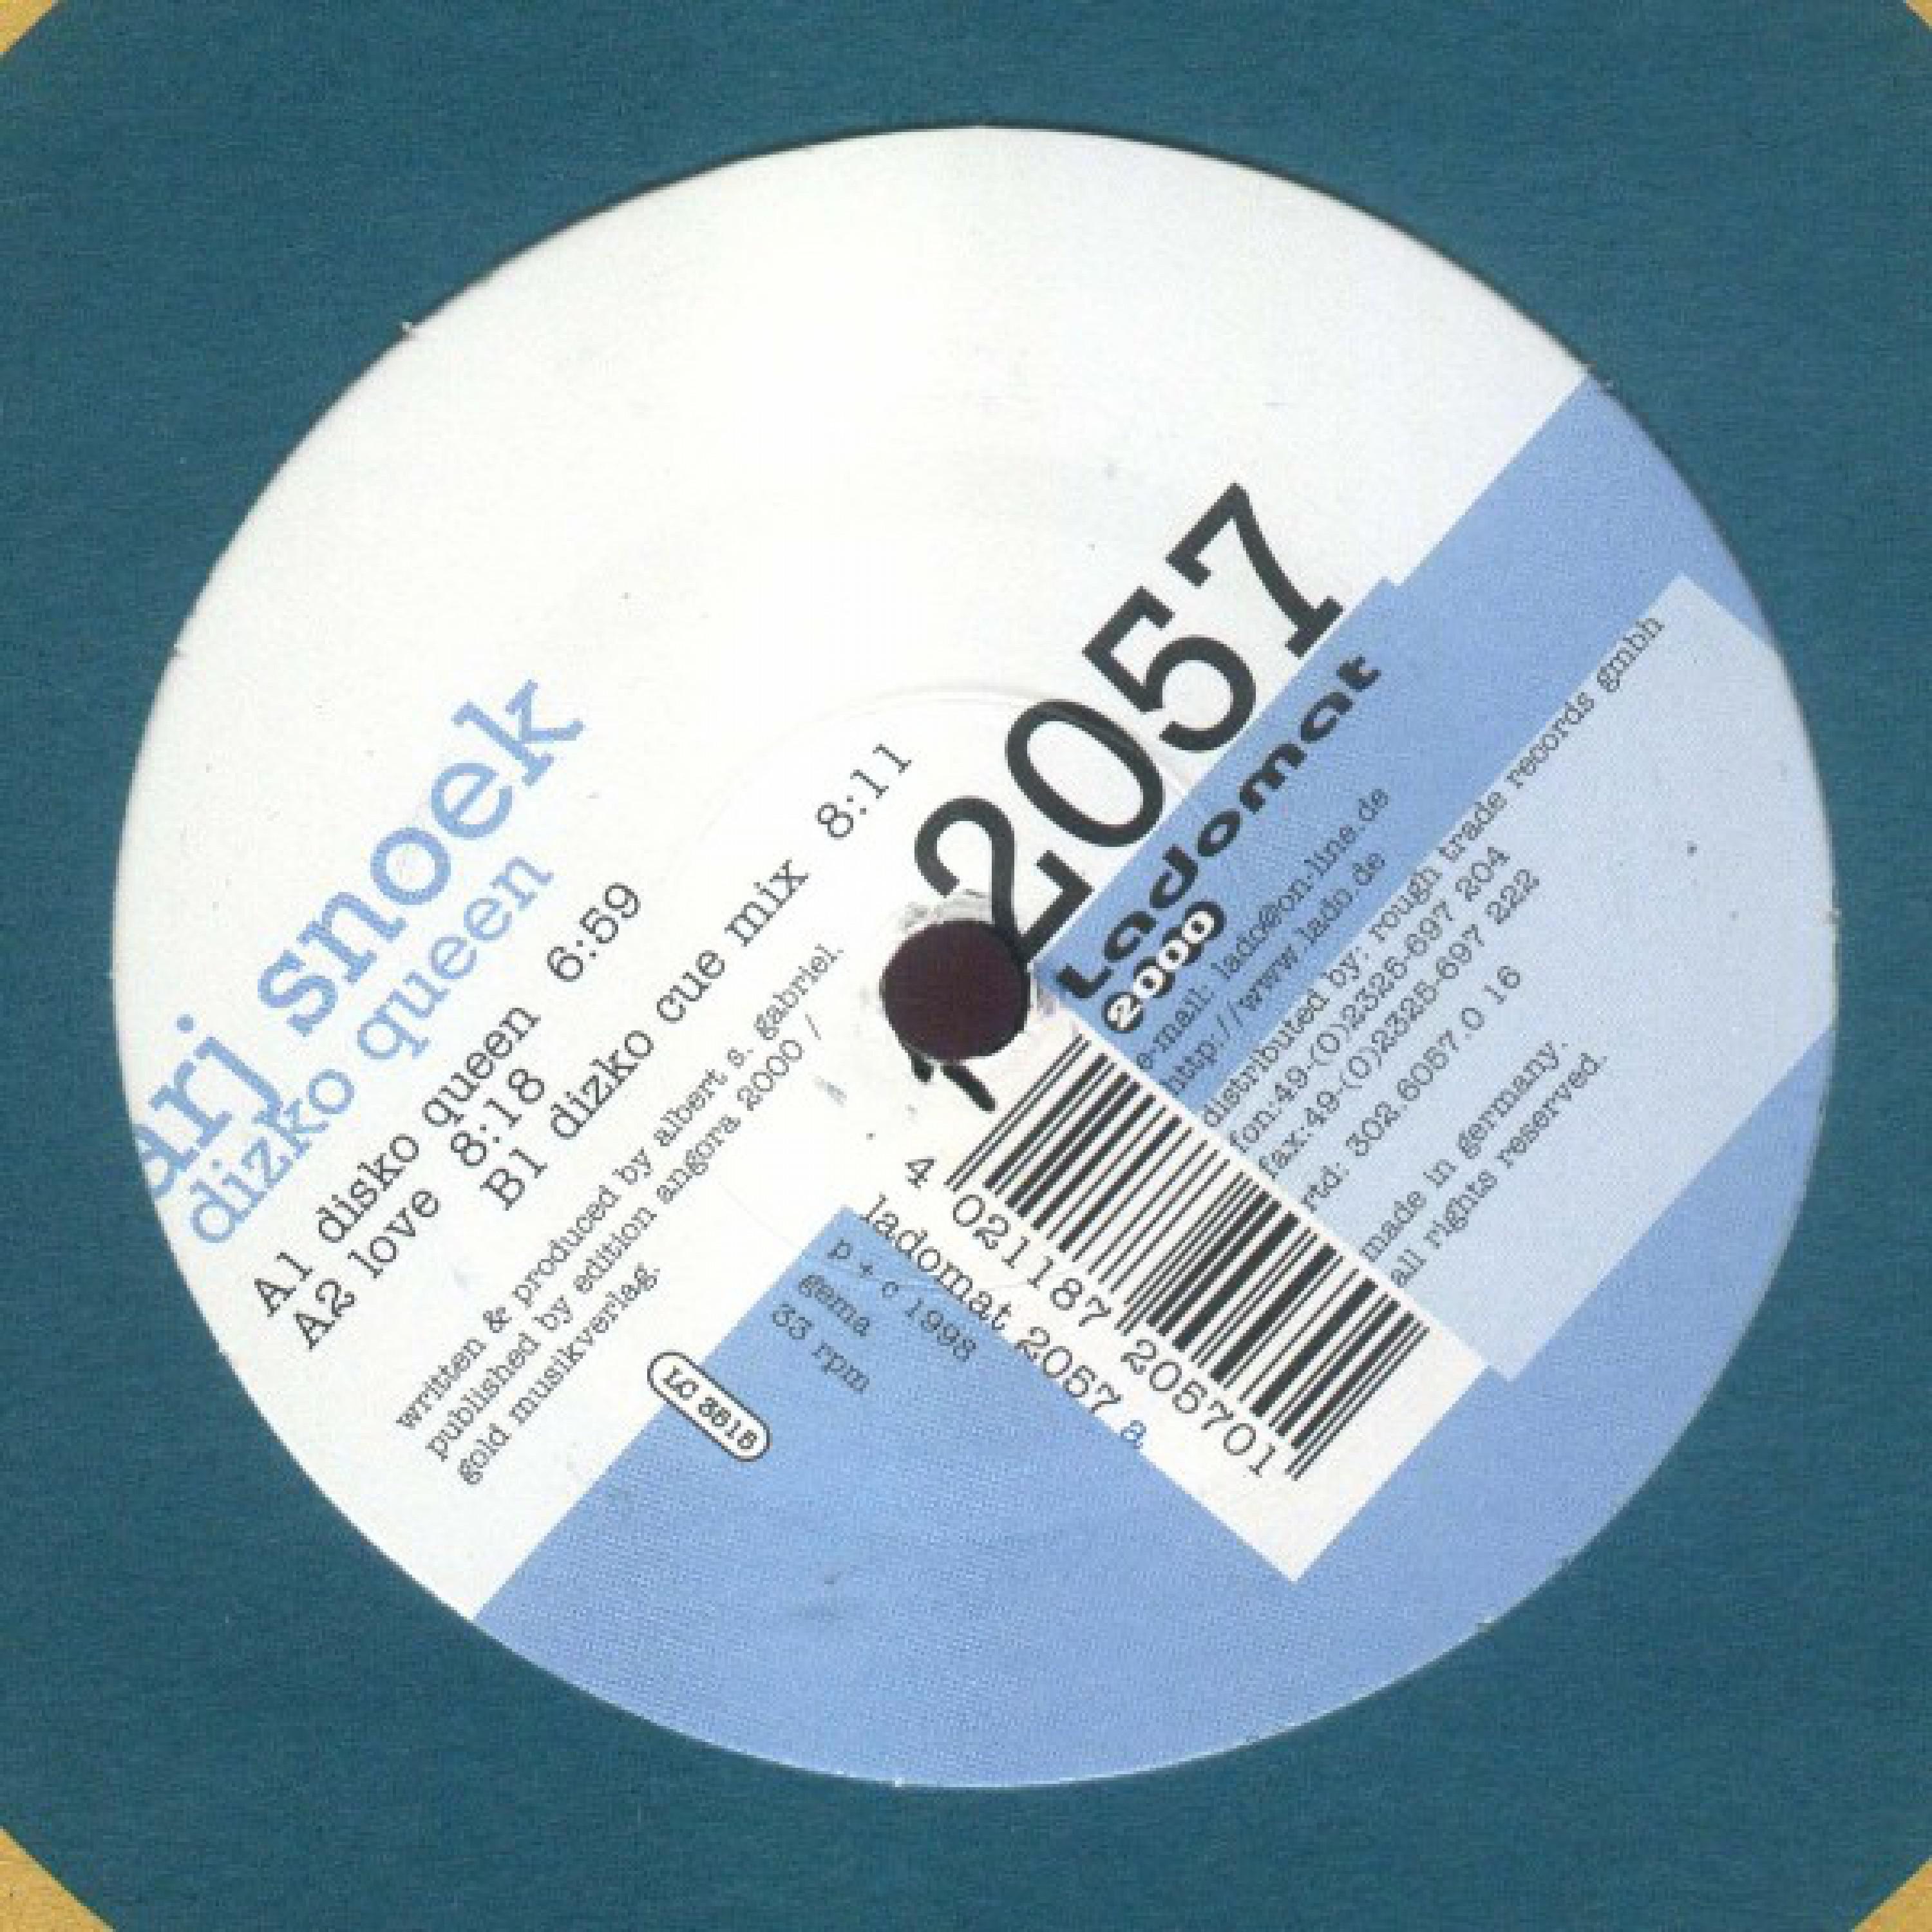 arj snoek
dizko queen
A1 disko queen 6:59
A2 love 8:18
B1 dizko cue mix 8:11
written & produced by albert s. gabriel.
published by edition angora 2000 /
gold musikverlag.
LC 3516
2057
Ladomat
2000
e-mail: lado@on-line.de
http://www.lado.de
distributed by: rough trade records gmbh
fon:49-(0)2325-697 204
fax:49-(0)2325-697 222
rtd: 302.6057.0 16
made in germany.
all rights reserved.
4 021187 205701
ladomat 2057 a
p + c 1998
gema
33 rpm